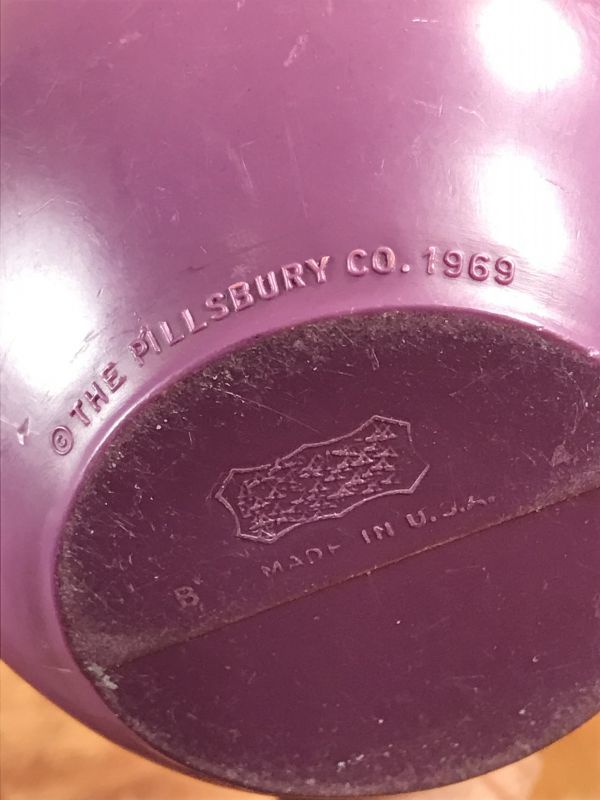 © THE PILLSBURY CO. 1969
MADE IN U.S.A.
B